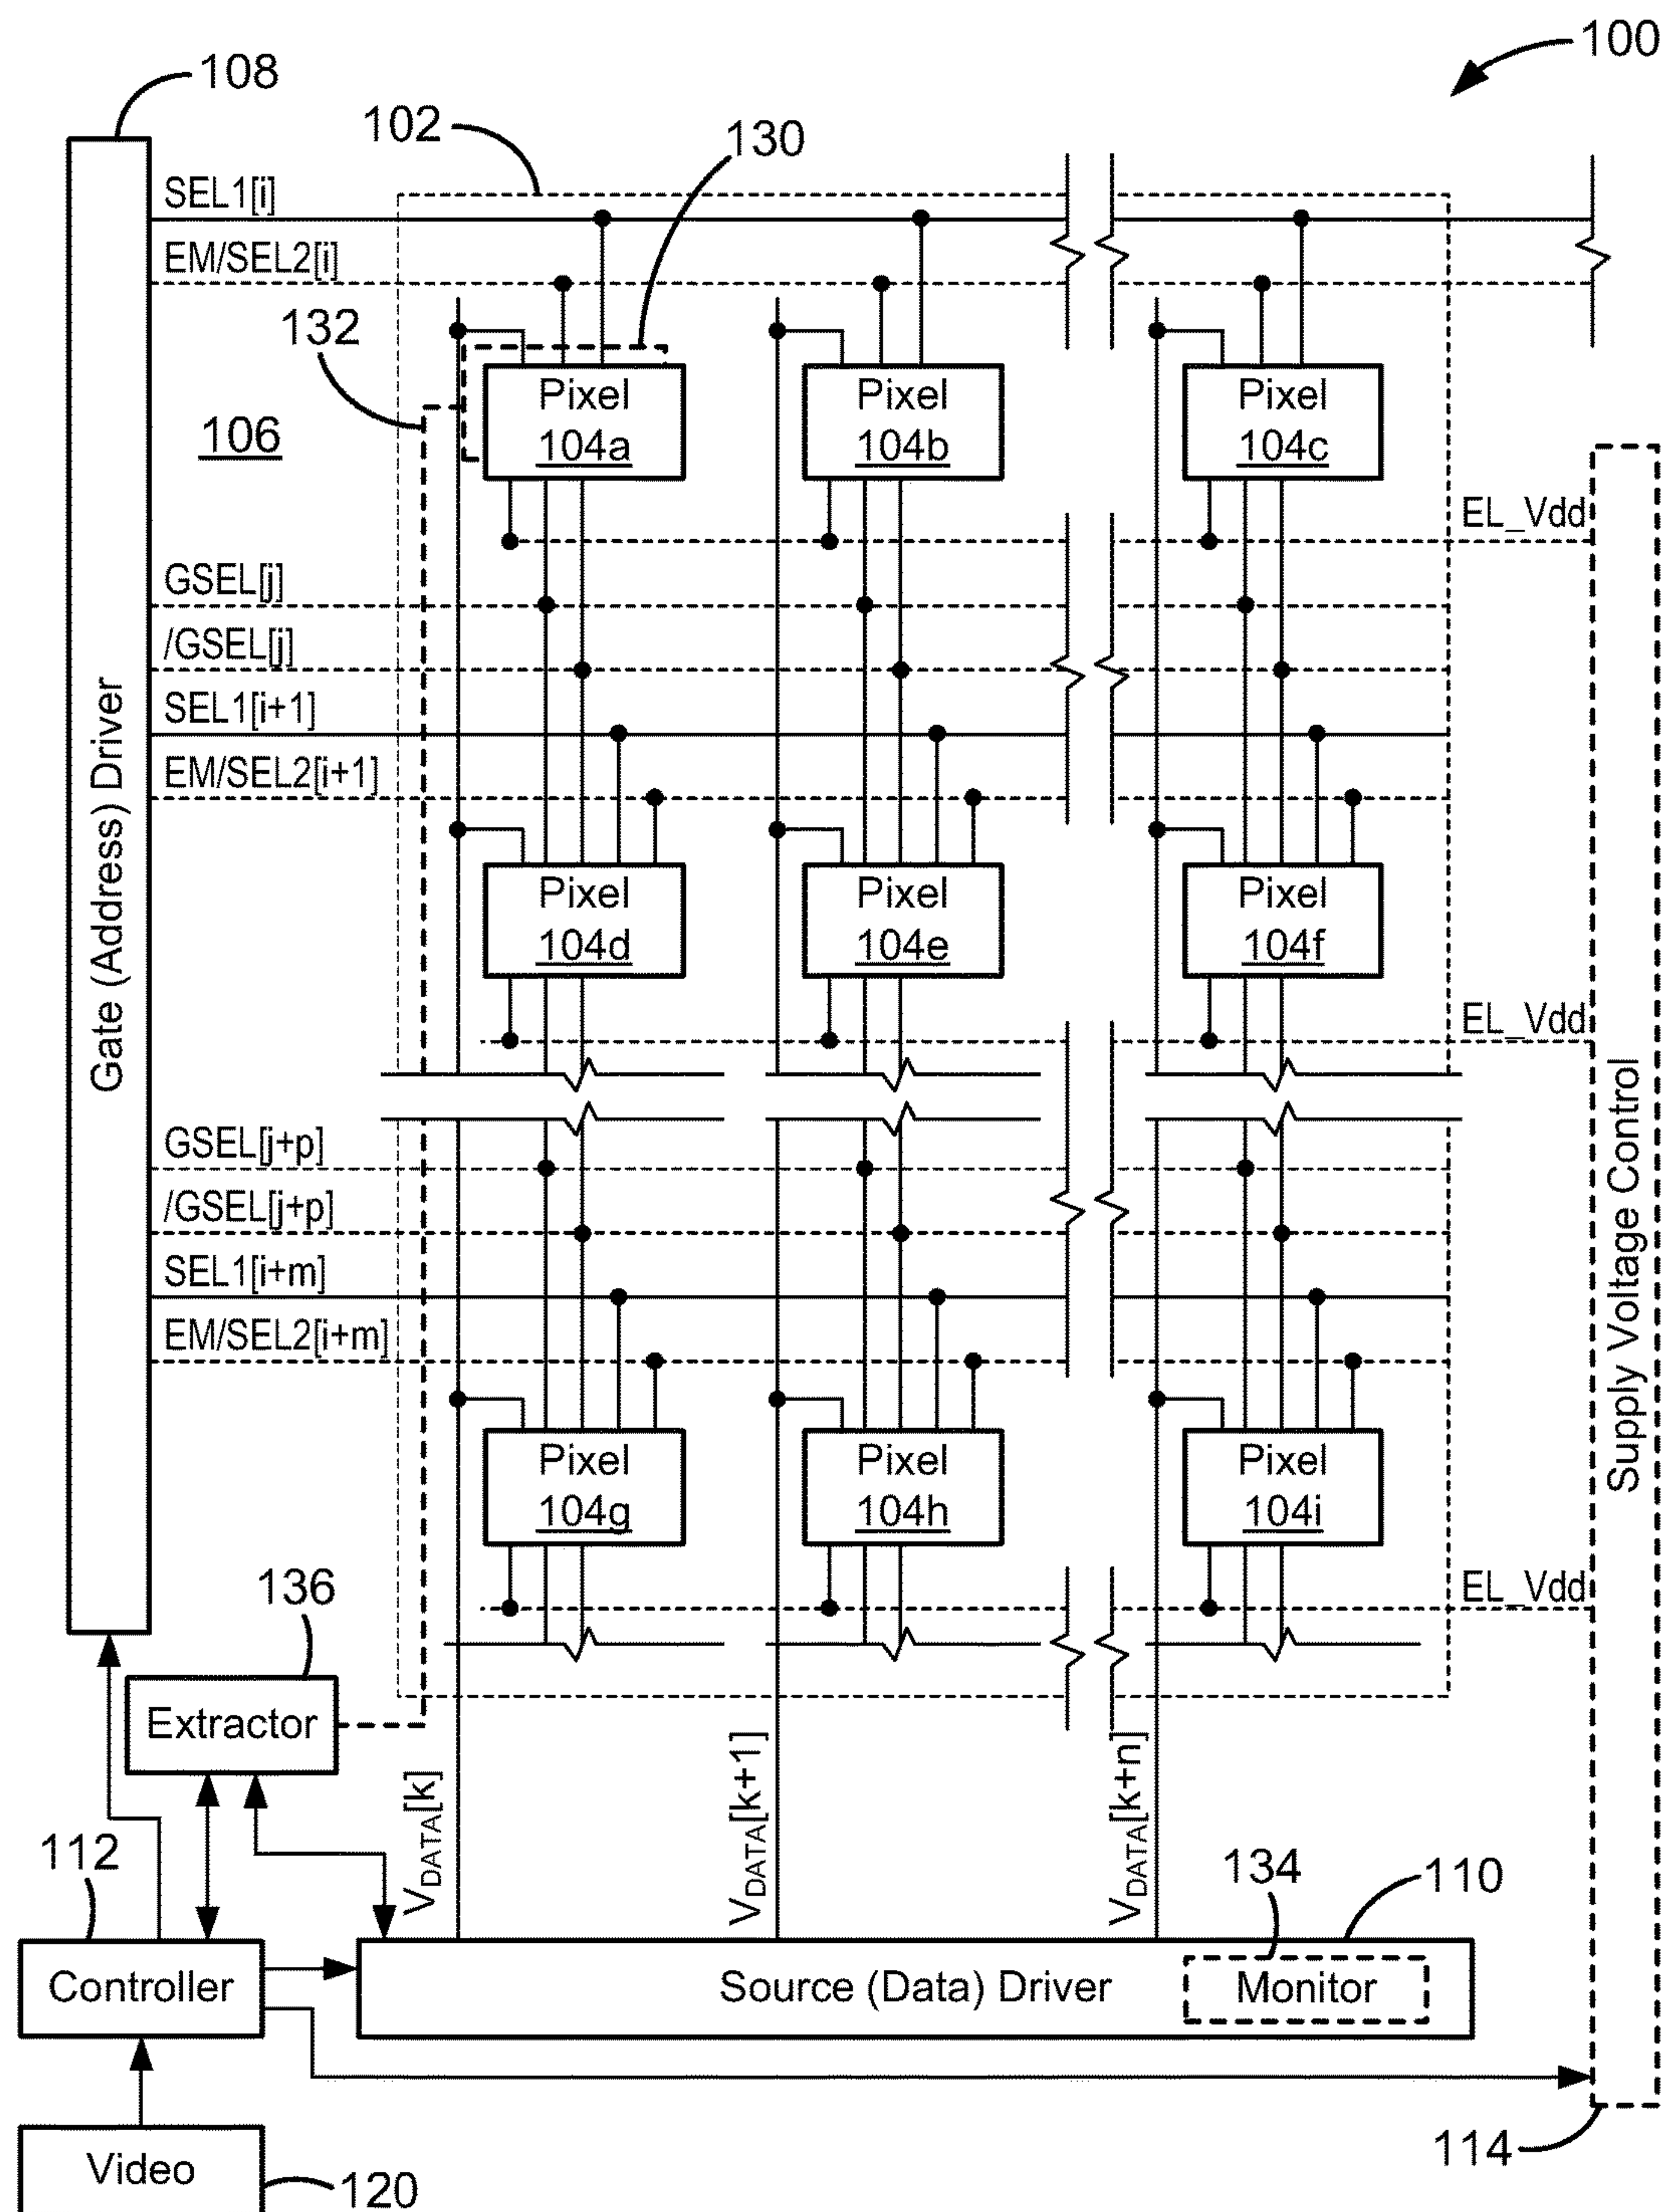 100
108
102
130
SEL1[i]
EM/SEL2[i]
132
Pixel
104a
Pixel
104b
Pixel
104c
106
EL_Vdd
GSEL[j]
/GSEL[j]
SEL1[i+1]
EM/SEL2[i+1]
Gate (Address) Driver
Pixel
104d
Pixel
104e
Pixel
104f
EL_Vdd
Supply Voltage Control
GSEL[j+p]
/GSEL[j+p]
SEL1[i+m]
EM/SEL2[i+m]
Pixel
104g
Pixel
104h
Pixel
104i
EL_Vdd
136
Extractor
VDATA[k]
VDATA[k+1]
VDATA[k+n]
112
134
110
Controller
Source (Data) Driver
Monitor
114
Video
120